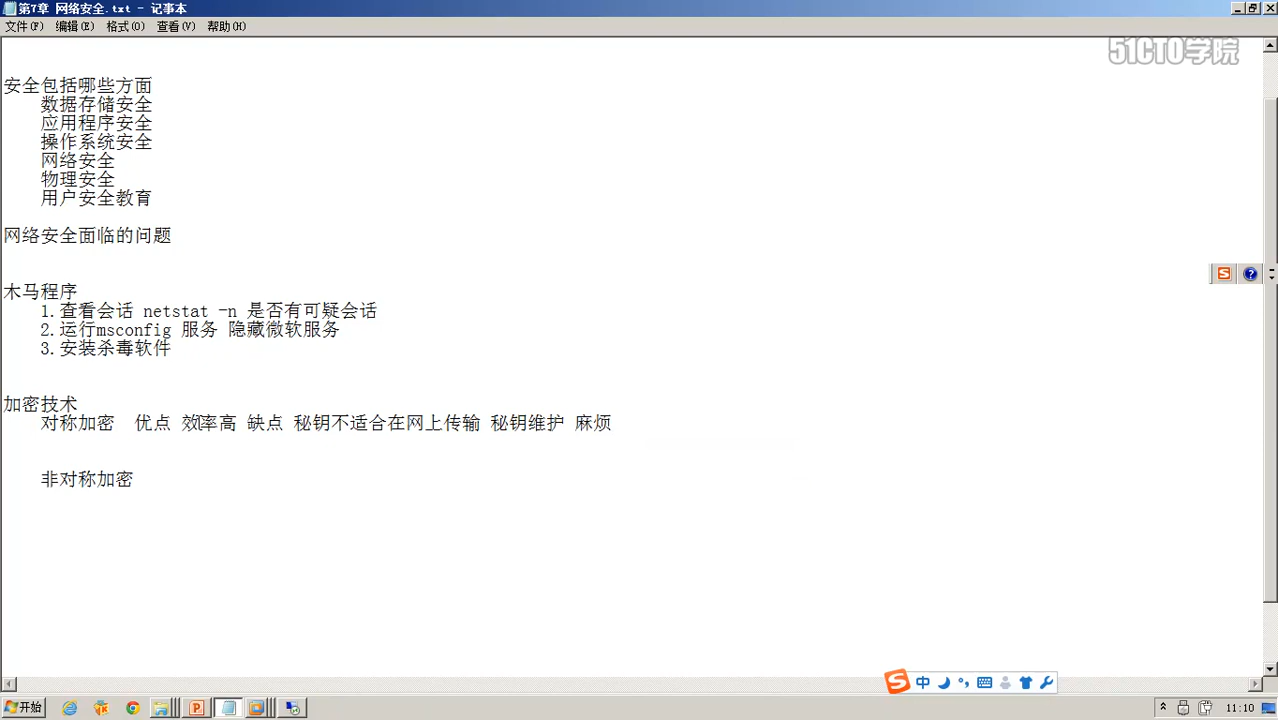 第7章 网络安全.txt - 记事本
文件(F) 编辑(E) 格式(O) 查看(V) 帮助(H)
51CTO学院
安全包括哪些方面
数据存储安全
应用程序安全
操作系统安全
网络安全
物理安全
用户安全教育
网络安全面临的问题
木马程序
1.查看会话 netstat -n 是否有可疑会话
2.运行msconfig 服务 隐藏微软服务
3.安装杀毒软件
加密技术
对称加密 优点 效率高 缺点 秘钥不适合在网上传输 秘钥维护 麻烦
非对称加密
中
开始 11:10